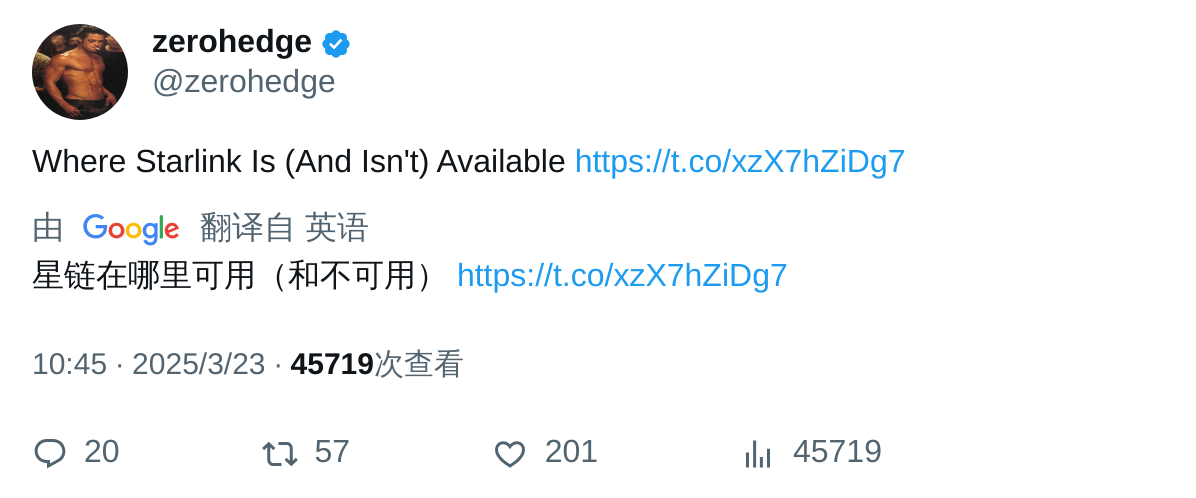 zerohedge
@zerohedge
Where Starlink Is (And Isn't) Available https://t.co/xzX7hZiDg7
由 Google 翻译自 英语
星链在哪里可用（和不可用） https://t.co/xzX7hZiDg7
10:45 · 2025/3/23 · 45719次查看
20 57 201 45719